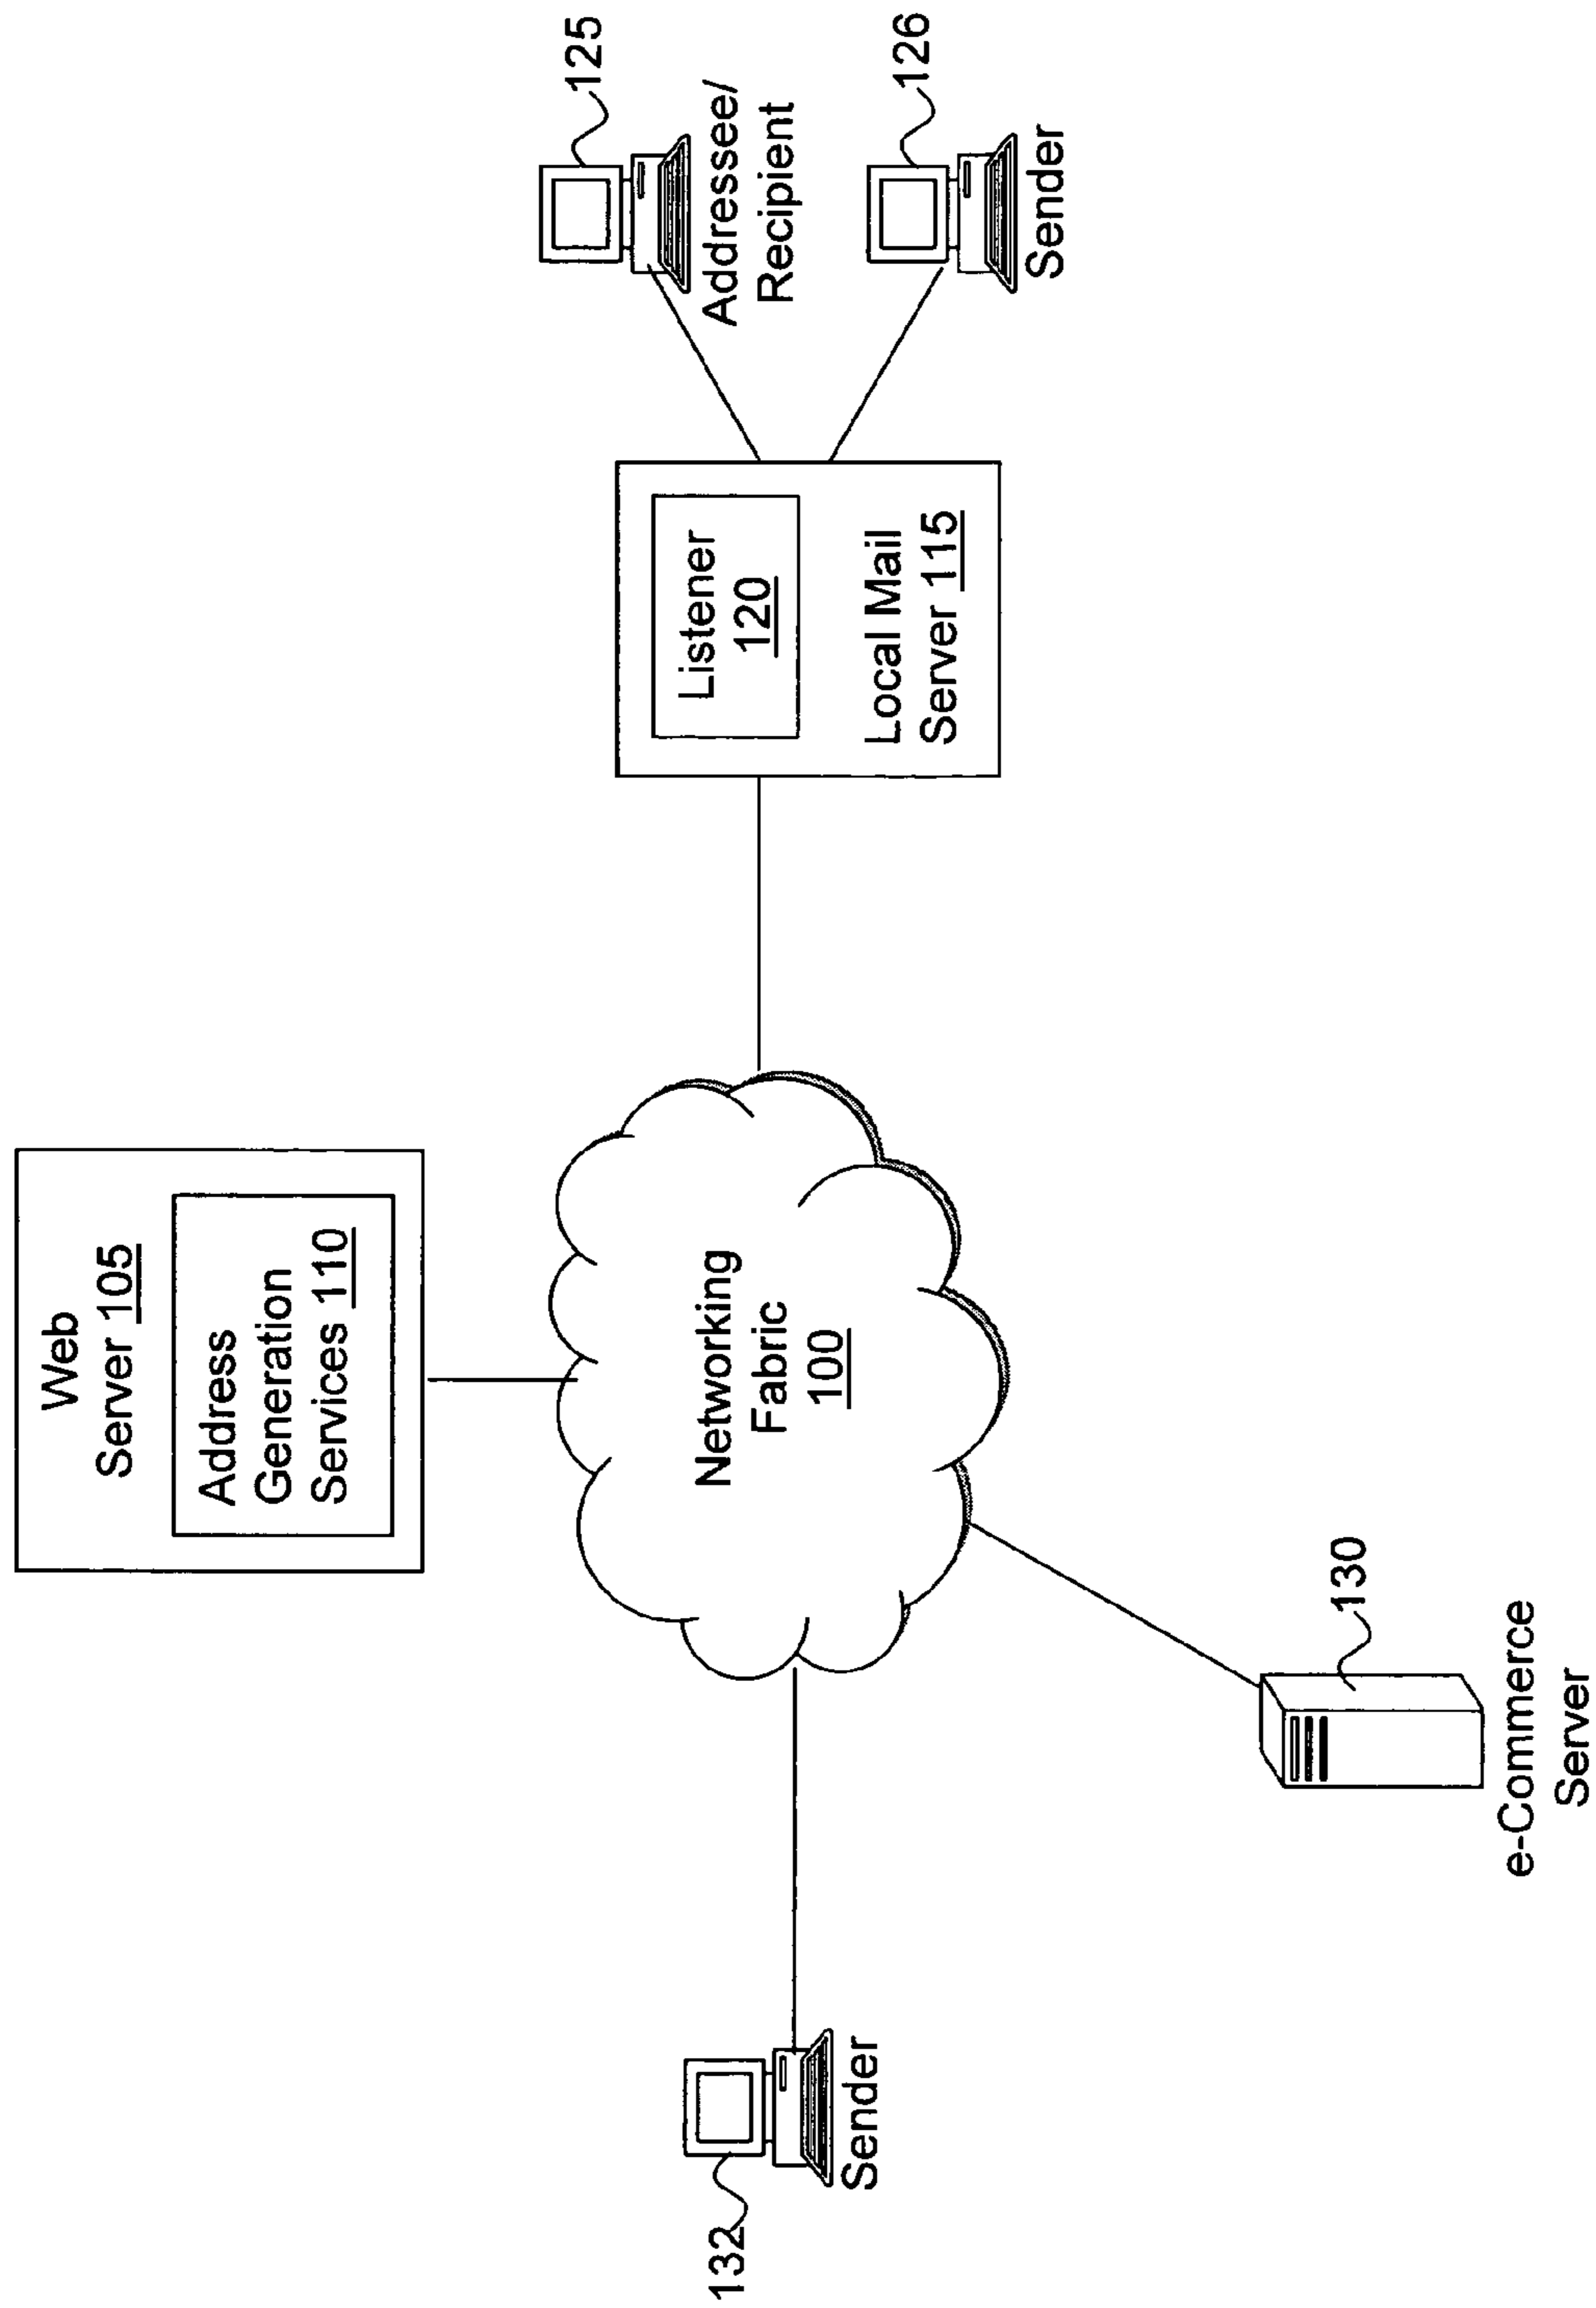 Web
Server 105
Address
Generation
Services 110
Networking
Fabric
100
Listener
120
Local Mail
Server 115
125
Addressee/
Recipient
126
Sender
132
Sender
130
e-Commerce
Server